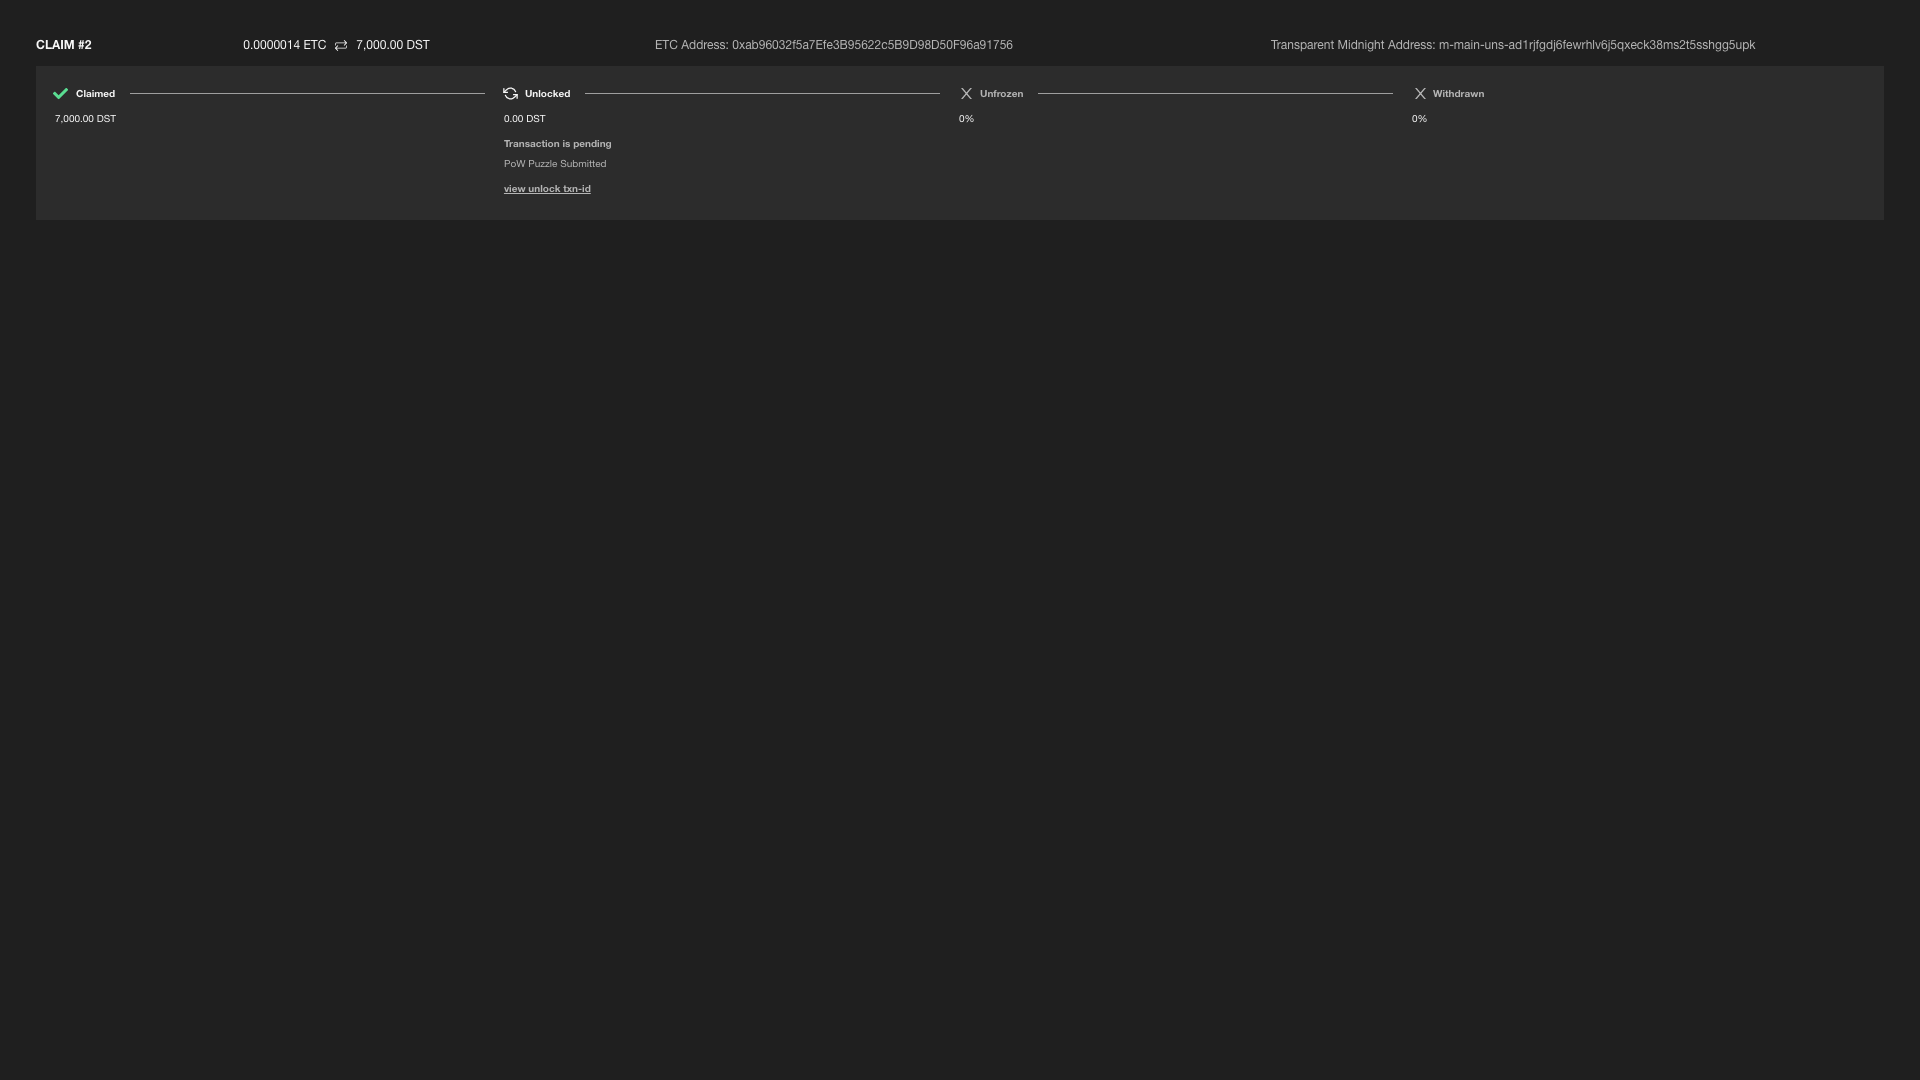 CLAIM #2
0.0000014 ETC 7,000.00 DST
ETC Address: 0xab96032f5a7Efe3B95622c5B9D98D50F96a91756
Transparent Midnight Address: m-main-uns-ad1rjfgdj6fewrhlv6j5qxeck38ms2t5sshgg5upk
Claimed
7,000.00 DST
Unlocked
0.00 DST
Transaction is pending
PoW Puzzle Submitted
view unlock txn-id
Unfrozen
0%
Withdrawn
0%